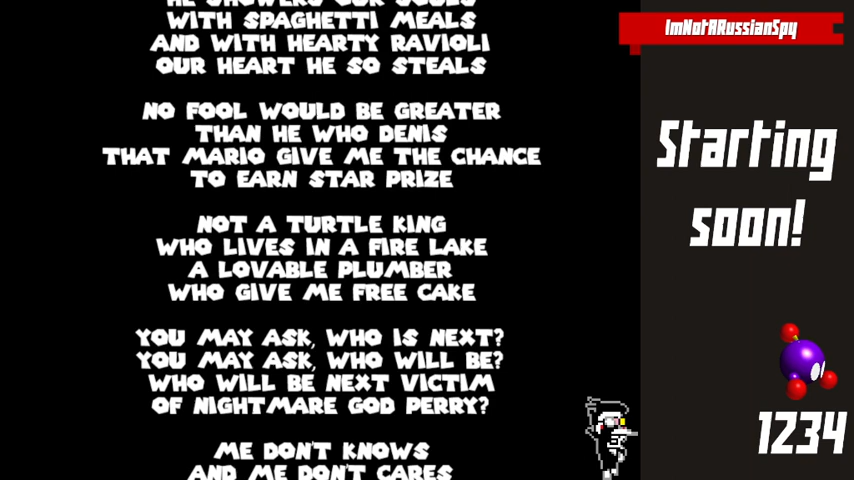 HE SHOWERS OUR SOULS
WITH SPAGHETTI MEALS
AND WITH HEARTY RAVIOLI
OUR HEART HE SO STEALS
NO FOOL WOULD BE GREATER
THAN HE WHO DENIS
THAT MARIO GIVE ME THE CHANCE
TO EARN STAR PRIZE
NOT A TURTLE KING
WHO LIVES IN A FIRE LAKE
A LOVABLE PLUMBER
WHO GIVE ME FREE CAKE
YOU MAY ASK, WHO IS NEXT?
YOU MAY ASK, WHO WILL BE?
WHO WILL BE NEXT VICTIM
OF NIGHTMARE GOD PERRY?
ME DON'T KNOWS
AND ME DON'T CARES
ImNotARussianSpy
Starting
soon!
1234